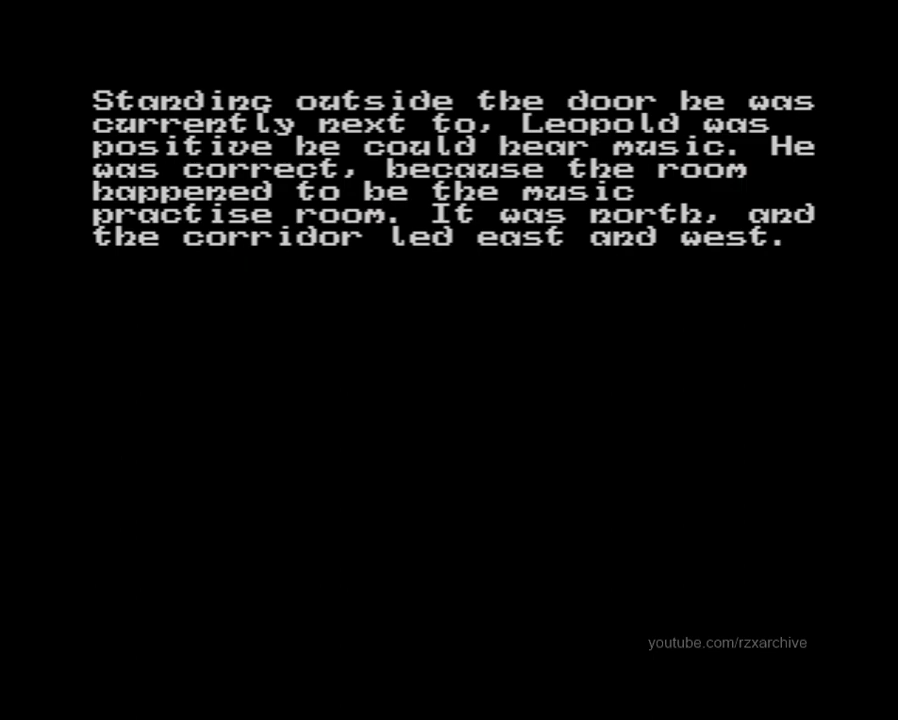 Standing outside the door he was
currently next to, Leopold was
positive he could hear music. He
was correct, because the room
happened to be the music
practise room. It was north, and
the corridor led east and west.
youtube.com/rzxarchive